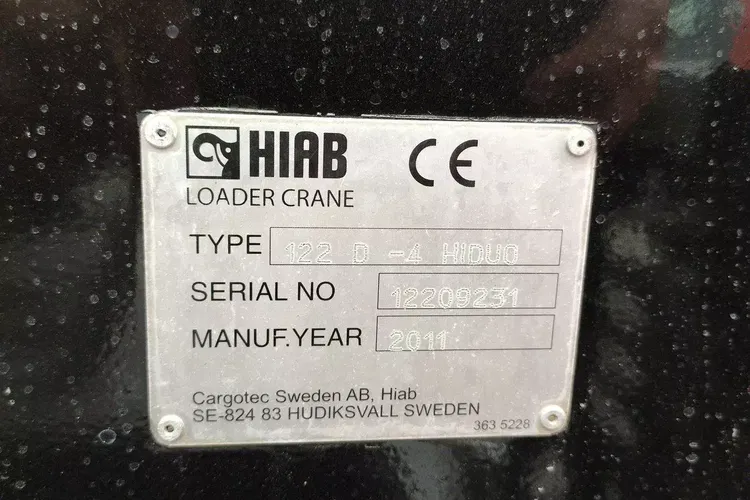 HIAB CE
LOADER CRANE
TYPE 122 D -4 HIDUO
SERIAL NO 12209231
MANUF.YEAR 2011
Cargotec Sweden AB, Hiab
SE-824 83 HUDIKSVALL SWEDEN
363 5228